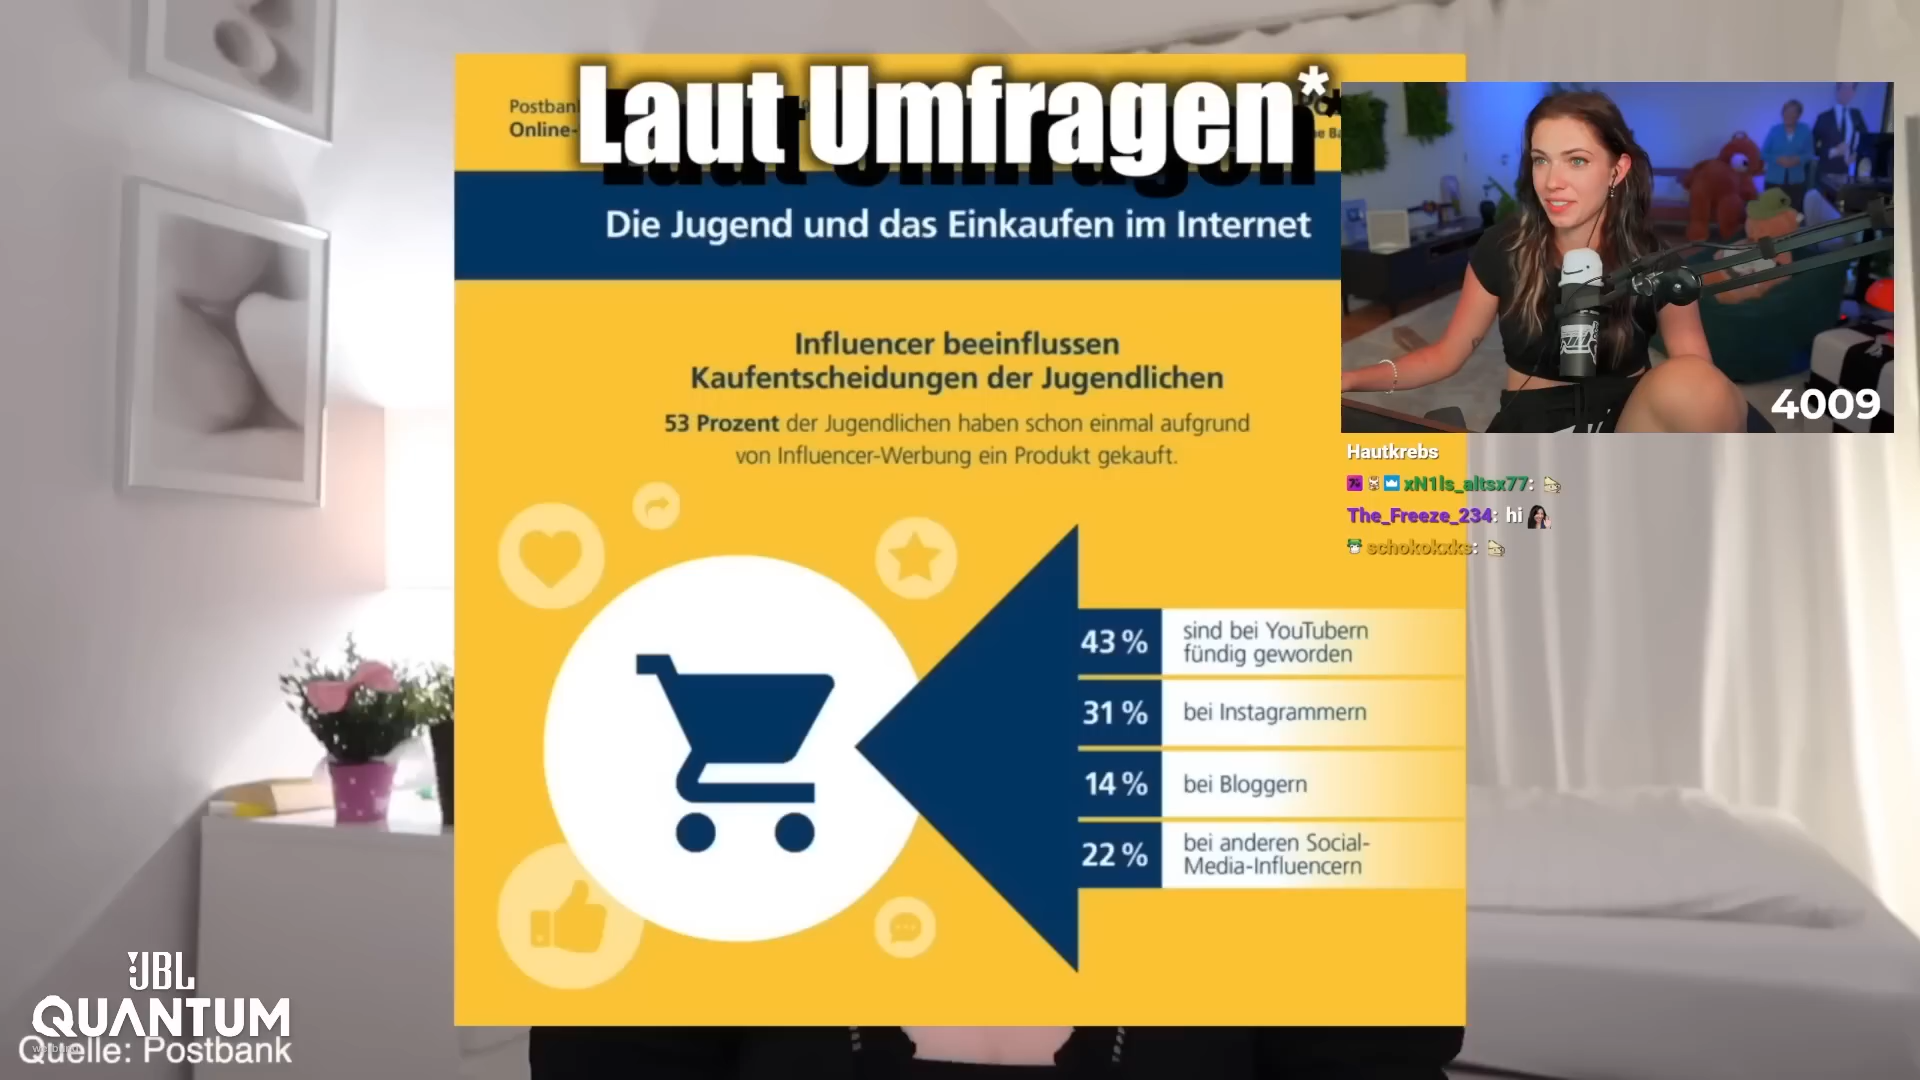 Laut Umfragen*
Postban
Online-
Die Jugend und das Einkaufen im Internet
Influencer beeinflussen
Kaufentscheidungen der Jugendlichen
53 Prozent der Jugendlichen haben schon einmal aufgrund
von Influencer-Werbung ein Produkt gekauft.
43 % sind bei YouTubern
fündig geworden
31 % bei Instagrammern
14 % bei Bloggern
22 % bei anderen Social-
Media-Influencern
4009
Hautkrebs
xN1ls_altsx77:
The_Freeze_234: hi
schokokxks:
JBL
QUANTUM
Quelle: Postbank